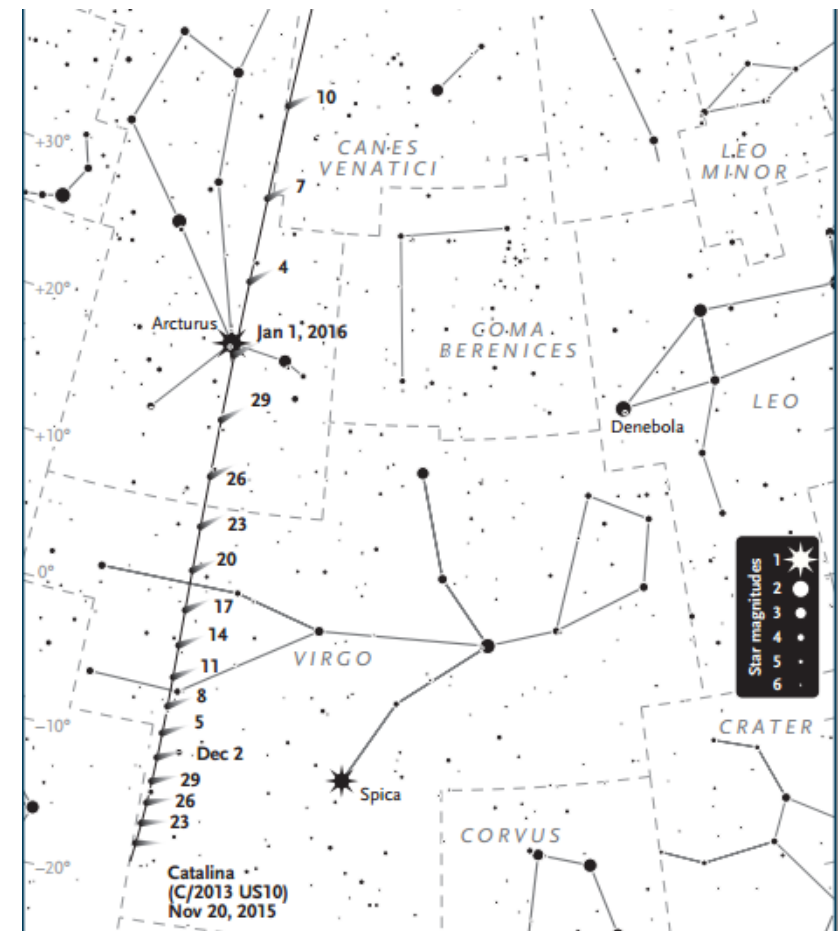 10
+30°
CANES
VENATICI
LEO
MINOR
7
4
+20°
Arcturus
Jan 1, 2016
GOMA
BERENICES
29
LEO
Denebola
+10°
26
23
20
0°
17
14
11
VIRGO
8
5
Star magnitudes
1
2
3
4
5
6
-10°
Dec 2
CRATER
29
Spica
26
23
CORVUS
-20°
Catalina
(C/2013 US10)
Nov 20, 2015